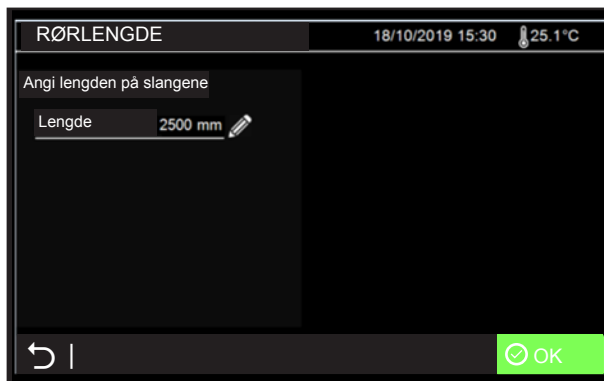 RØRLENGDE 18/10/2019 15:30 25.1°C
Angi lengden på slangene
Lengde 2500 mm
OK